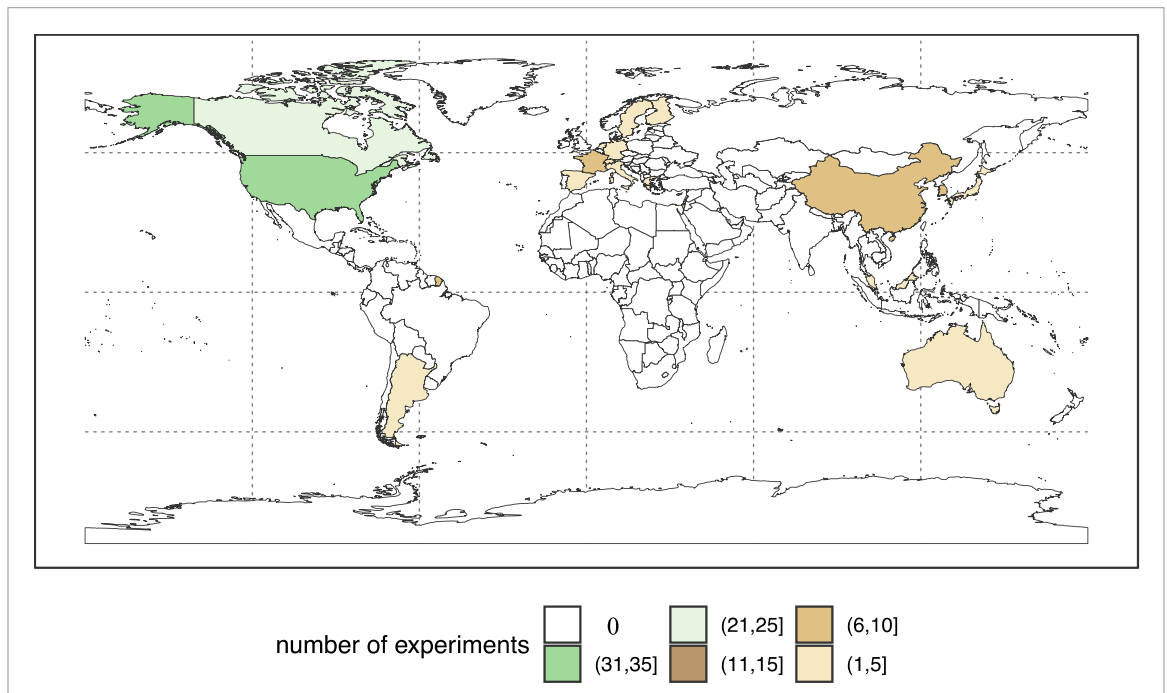 number of experiments
0 (21,25] (6,10]
(31,35] (11,15] (1,5]